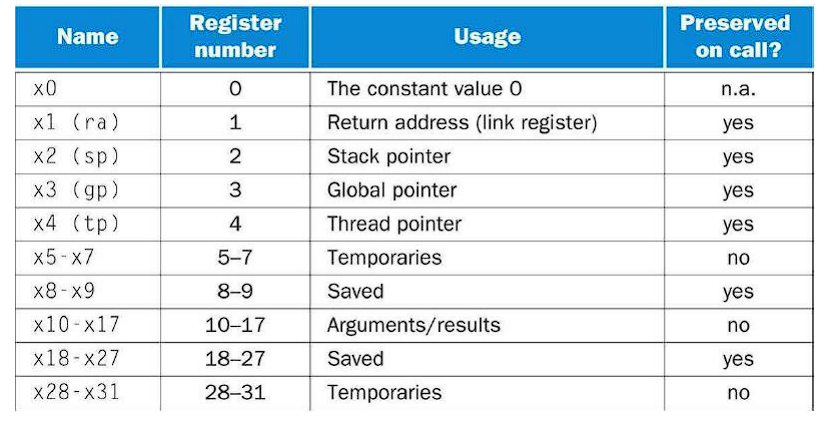 Name Register number Usage Preserved on call?
x0 0 The constant value 0 n.a.
x1 (ra) 1 Return address (link register) yes
x2 (sp) 2 Stack pointer yes
x3 (gp) 3 Global pointer yes
x4 (tp) 4 Thread pointer yes
x5-x7 5–7 Temporaries no
x8-x9 8–9 Saved yes
x10-x17 10–17 Arguments/results no
x18-x27 18–27 Saved yes
x28-x31 28–31 Temporaries no